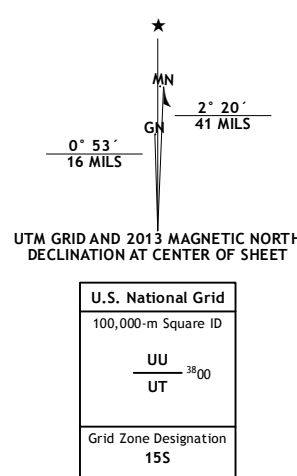 ★
MN
GN
2° 20´
41 MILS
0° 53´
16 MILS
UTM GRID AND 2013 MAGNETIC NORTH
DECLINATION AT CENTER OF SHEET
U.S. National Grid
100,000-m Square ID
UU
3800
UT
Grid Zone Designation
15S